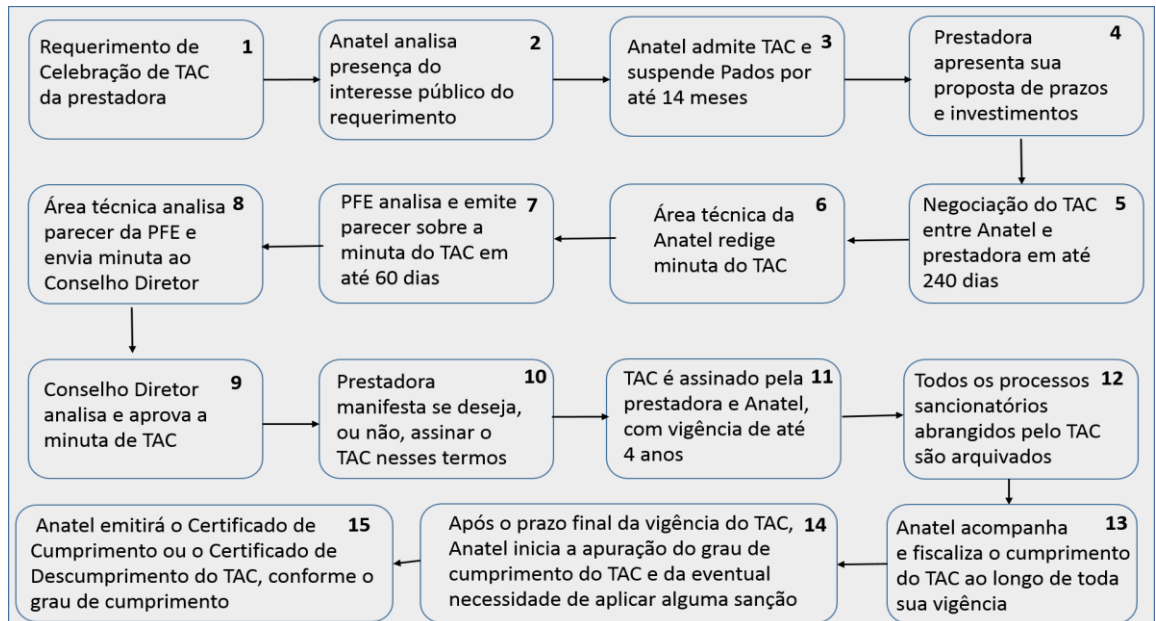 Requerimento de 1
Celebração de TAC
da prestadora
Anatel analisa 2
presença do
interesse público do
requerimento
Anatel admite TAC e 3
suspende Pados por
até 14 meses
4
Prestadora
apresenta sua
proposta de prazos
e investimentos
Negociação do TAC 5
entre Anatel e
prestadora em até
240 dias
6
Área técnica da
Anatel redige
minuta do TAC
PFE analisa e emite 7
parecer sobre a
minuta do TAC em
até 60 dias
Área técnica analisa 8
parecer da PFE e
envia minuta ao
Conselho Diretor
Conselho Diretor 9
analisa e aprova a
minuta de TAC
Prestadora 10
manifesta se deseja,
ou não, assinar o
TAC nesses termos
TAC é assinado pela 11
prestadora e Anatel,
com vigência de até
4 anos
Todos os processos 12
sancionatórios
abrangidos pelo TAC
são arquivados
Anatel acompanha 13
e fiscaliza o cumprimento
do TAC ao longo de toda
sua vigência
Após o prazo final da vigência do TAC, 14
Anatel inicia a apuração do grau de
cumprimento do TAC e da eventual
necessidade de aplicar alguma sanção
Anatel emitirá o Certificado de 15
Cumprimento ou o Certificado de
Descumprimento do TAC, conforme o
grau de cumprimento